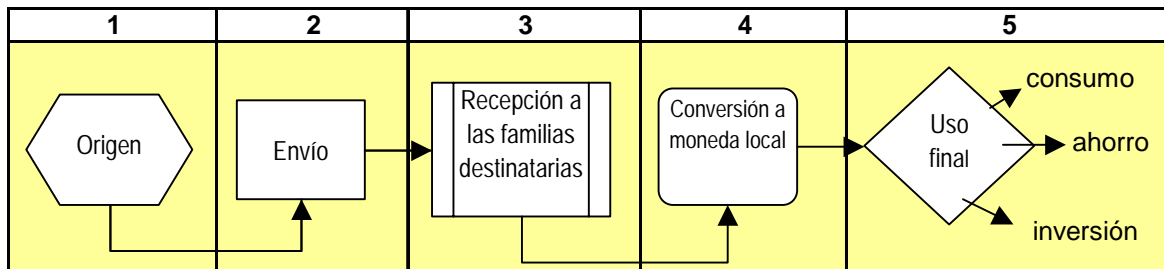 1 2 3 4 5
Origen
Envío
Recepción a
las familias
destinatarias
Conversión a
moneda local
Uso
final
consumo
ahorro
inversión